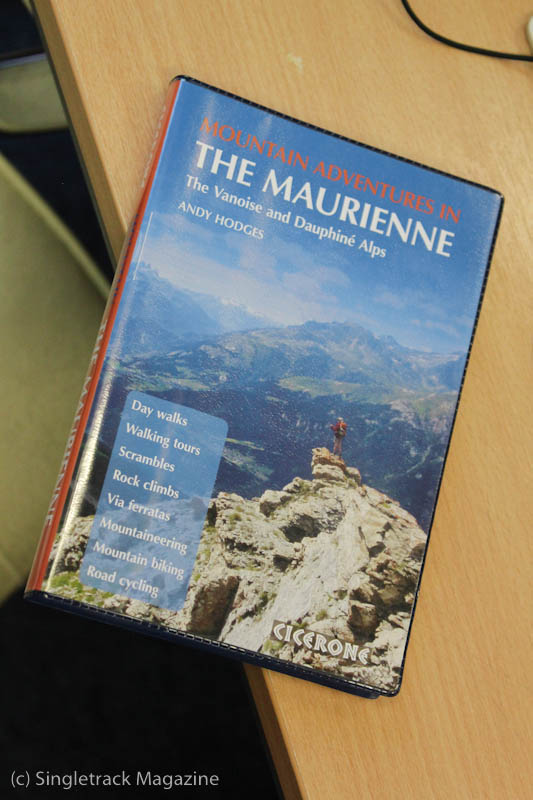 MOUNTAIN ADVENTURES IN
THE MAURIENNE
The Vanoise and Dauphiné Alps
ANDY HODGES
Day walks
Walking tours
Scrambles
Rock climbs
Via ferratas
Mountaineering
Mountain biking
Road cycling
CICERONE
MAURIENNE
(c) Singletrack Magazine